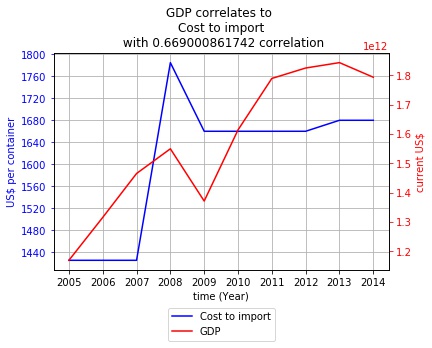 GDP correlates to
Cost to import
with 0.669000861742 correlation
1e12
1800
1760
1720
1680
1640
1600
1560
1520
1480
1440
US$ per container
1.8
1.7
1.6
1.5
1.4
1.3
1.2
current US$
2005 2006 2007 2008 2009 2010 2011 2012 2013 2014
time (Year)
Cost to import
GDP